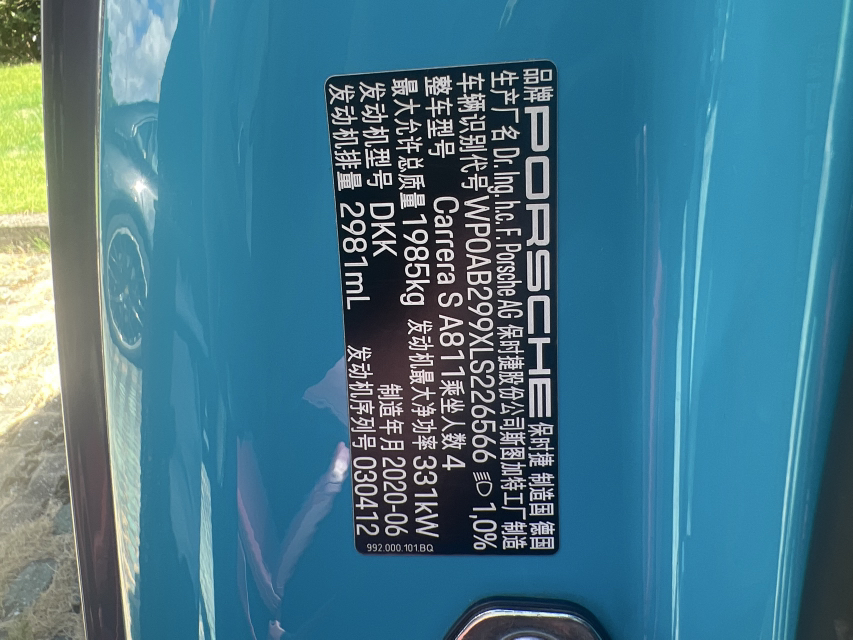 品牌 PORSCHE 保时捷 制造国 德国
生产厂名 Dr. Ing. h.c. F. Porsche AG 保时捷股份公司斯图加特工厂制造
车辆识别代号 WP0AB299XLS226566 1,0%
整车型号 Carrera S A811 乘坐人数 4
最大允许总质量 1985kg 发动机最大净功率 331kW
发动机型号 DKK 制造年月 2020-06
发动机排量 2981mL 发动机序列号 030412
992.000.101.BQ